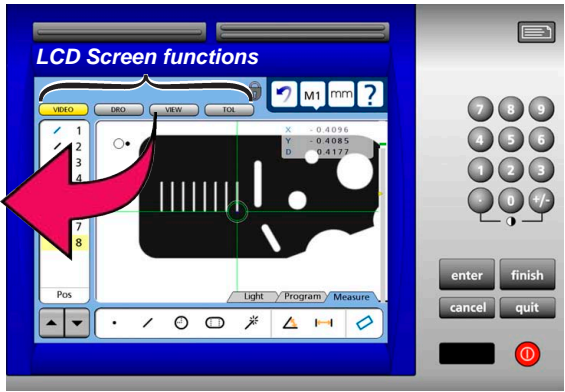 LCD Screen functions
M1 mm ?
VIDEO DRO VIEW TOL
1
2
3
4
7
8
X - 0.4096
Y - 0.4085
D 0.4177
Pos
Light Program Measure
7 8 9
4 5 6
1 2 3
. 0 +/-
enter finish
cancel quit